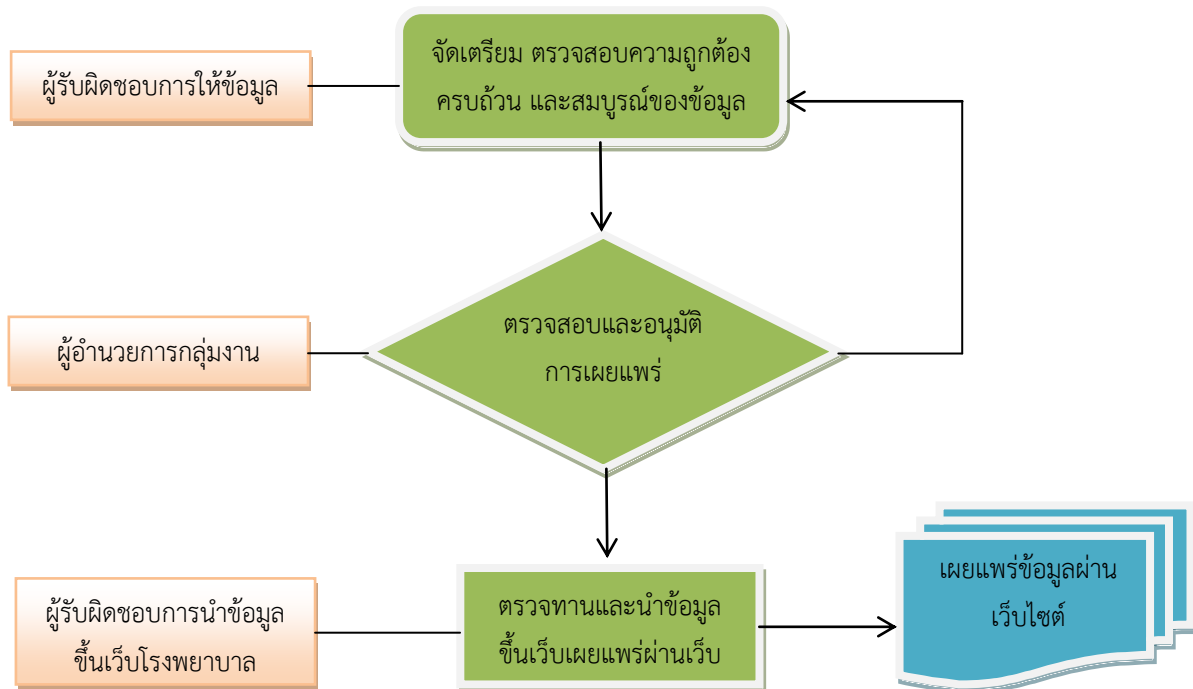 ผู้รับผิดชอบการให้ข้อมูล
จัดเตรียม ตรวจสอบความถูกต้อง
ครบถ้วน และสมบูรณ์ของข้อมูล
ผู้อำนวยการกลุ่มงาน
ตรวจสอบและอนุมัติ
การเผยแพร่
ผู้รับผิดชอบการนำข้อมูล
ขึ้นเว็บโรงพยาบาล
ตรวจทานและนำข้อมูล
ขึ้นเว็บเผยแพร่ผ่านเว็บ
เผยแพร่ข้อมูลผ่าน
เว็บไซต์